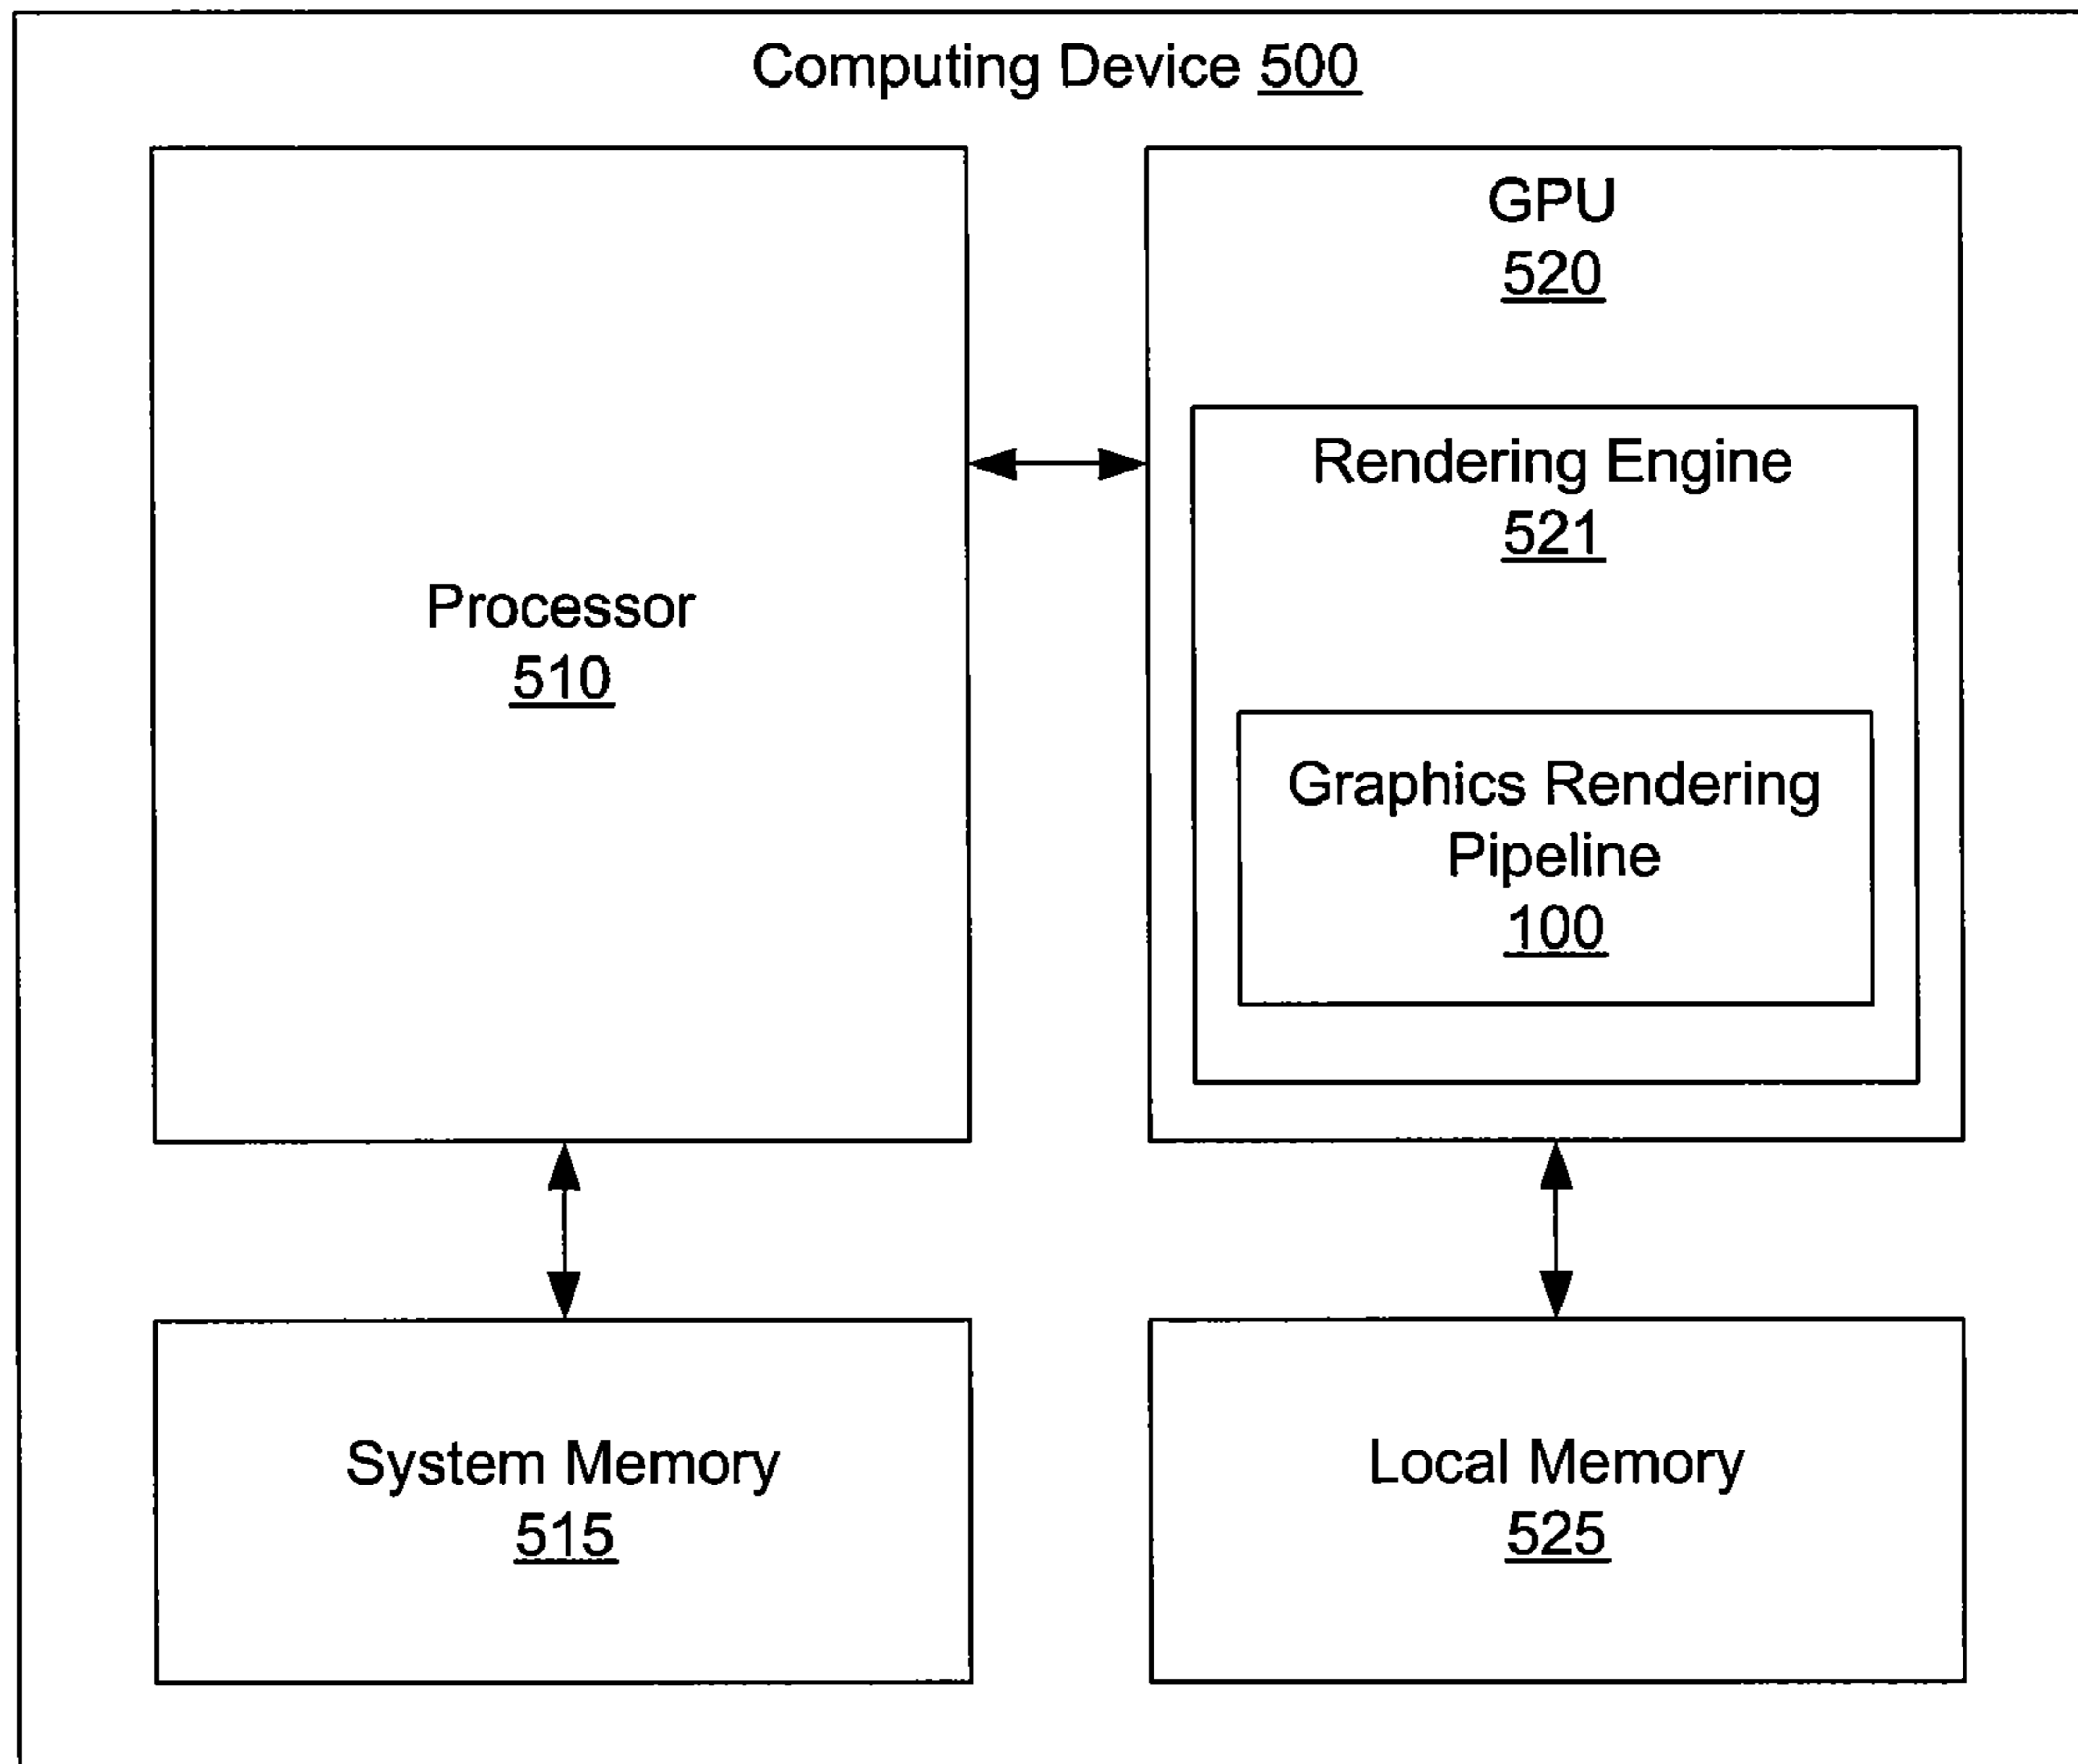 Computing Device 500
GPU
520
Rendering Engine
521
Processor
510
Graphics Rendering
Pipeline
100
System Memory
515
Local Memory
525